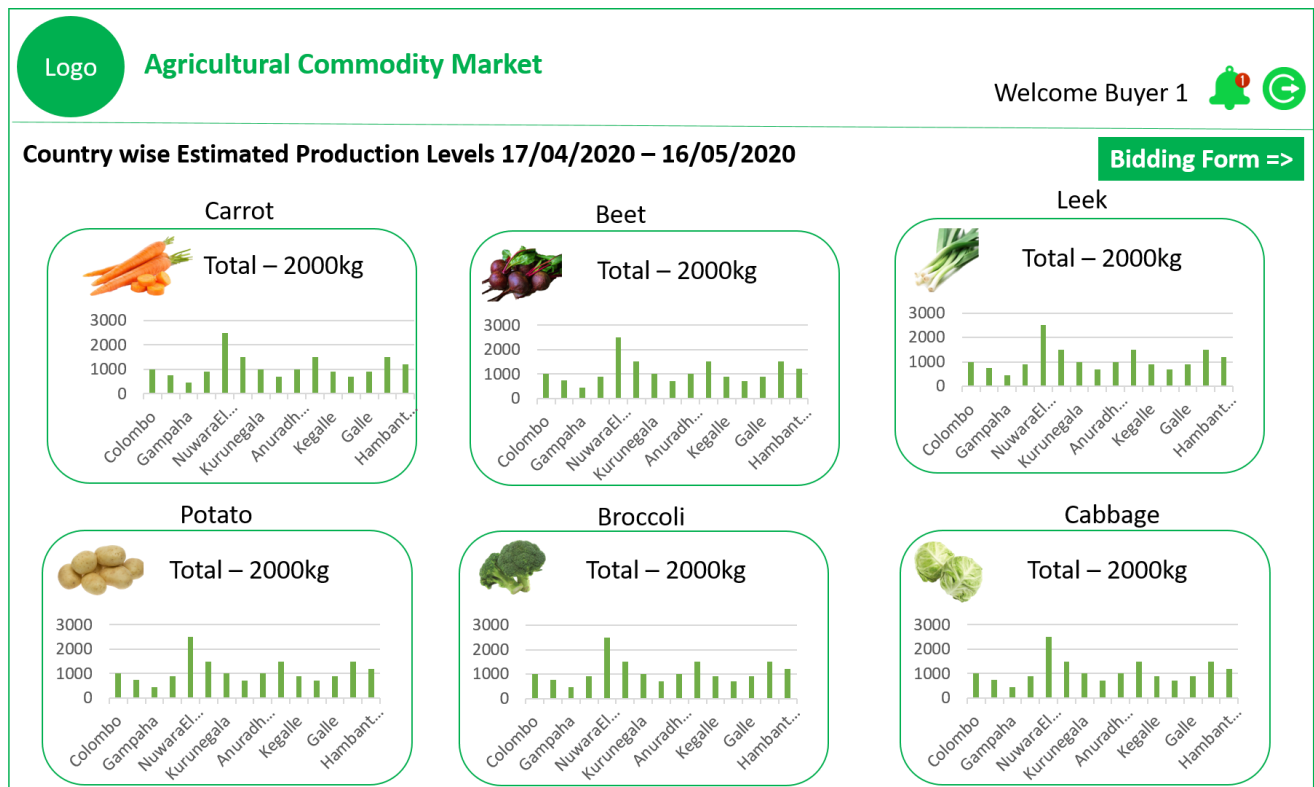 Logo
Agricultural Commodity Market
Welcome Buyer 1
1
Country wise Estimated Production Levels 17/04/2020 – 16/05/2020
Bidding Form =>
Carrot
Total – 2000kg
3000
2000
1000
0
Colombo
Gampaha
NuwaraEl...
Kurunegala
Anuradh...
Kegalle
Galle
Hambant...
Beet
Total – 2000kg
3000
2000
1000
0
Colombo
Gampaha
NuwaraEl...
Kurunegala
Anuradh...
Kegalle
Galle
Hambant...
Leek
Total – 2000kg
3000
2000
1000
0
Colombo
Gampaha
NuwaraEl...
Kurunegala
Anuradh...
Kegalle
Galle
Hambant...
Potato
Total – 2000kg
3000
2000
1000
0
Colombo
Gampaha
NuwaraEl...
Kurunegala
Anuradh...
Kegalle
Galle
Hambant...
Broccoli
Total – 2000kg
3000
2000
1000
0
Colombo
Gampaha
NuwaraEl...
Kurunegala
Anuradh...
Kegalle
Galle
Hambant...
Cabbage
Total – 2000kg
3000
2000
1000
0
Colombo
Gampaha
NuwaraEl...
Kurunegala
Anuradh...
Kegalle
Galle
Hambant...